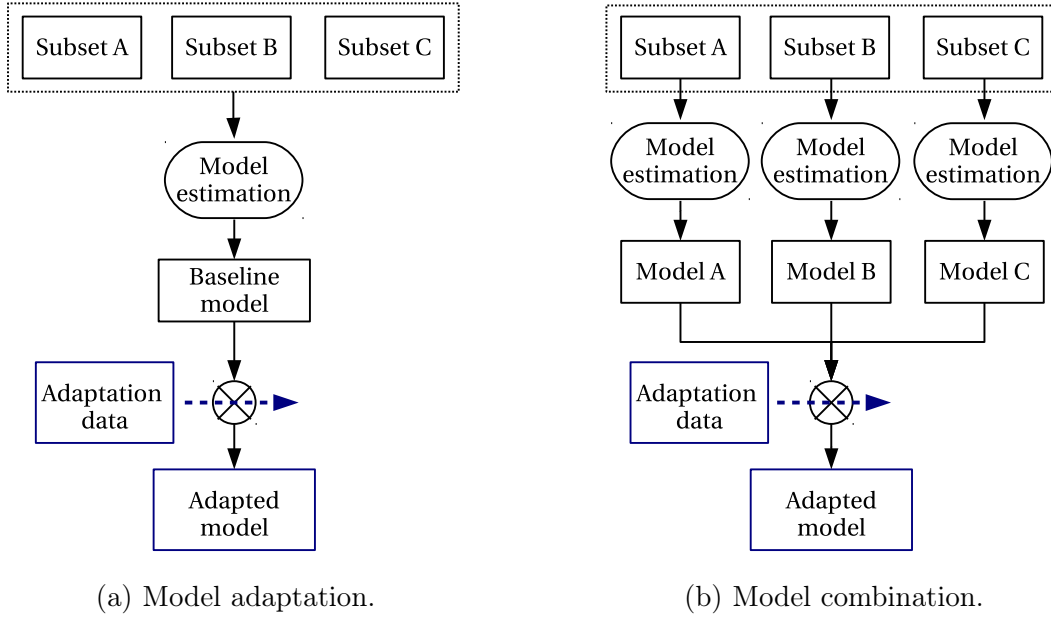 Subset A
Subset B
Subset C
Model
estimation
Baseline
model
Adaptation
data
Adapted
model
(a) Model adaptation.
Subset A
Subset B
Subset C
Model
estimation
Model
estimation
Model
estimation
Model A
Model B
Model C
Adaptation
data
Adapted
model
(b) Model combination.